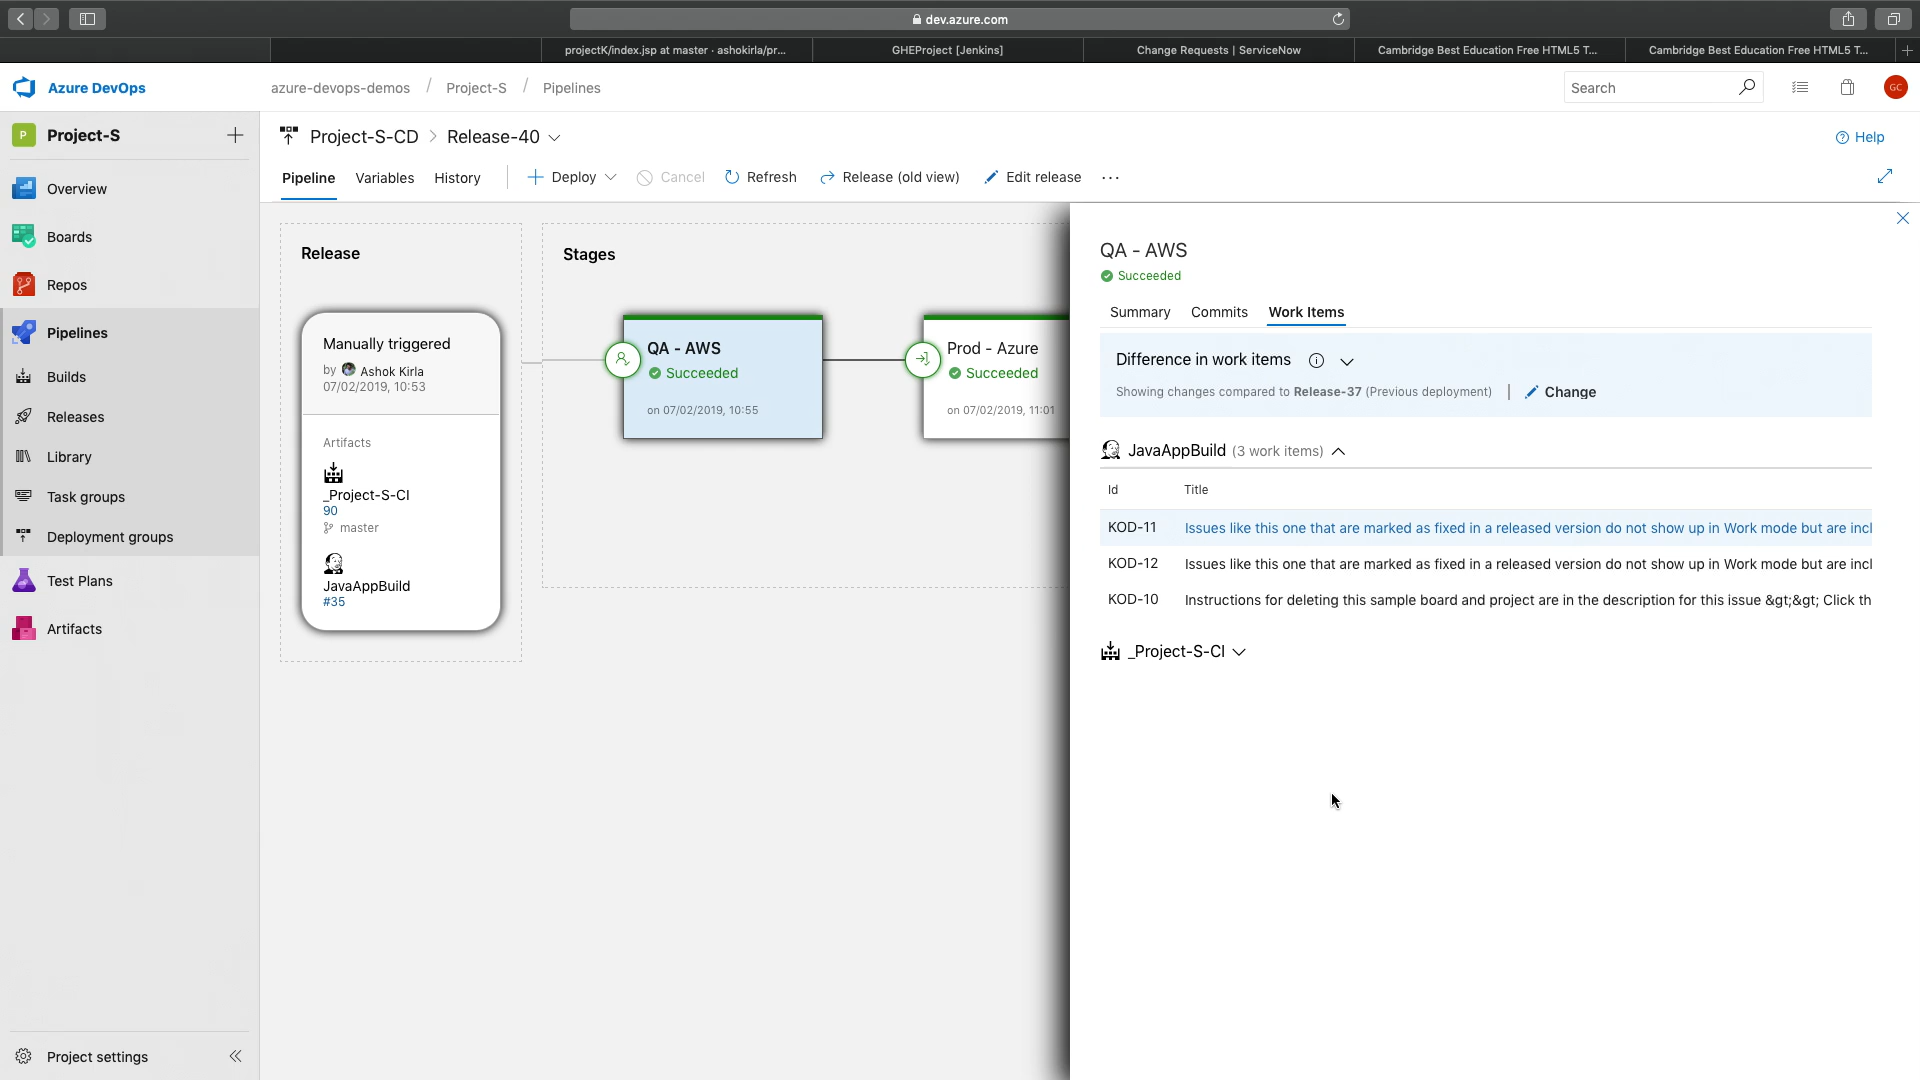 dev.azure.com
projectK/index.jsp at master · ashokirla/pr...
GHEProject [Jenkins]
Change Requests | ServiceNow
Cambridge Best Education Free HTML5 T...
Cambridge Best Education Free HTML5 T...
Azure DevOps
azure-devops-demos / Project-S / Pipelines
Search
GC
P Project-S
Overview
Boards
Repos
Pipelines
Builds
Releases
Library
Task groups
Deployment groups
Test Plans
Artifacts
Project settings
Project-S-CD > Release-40
Help
Pipeline Variables History Deploy Cancel Refresh Release (old view) Edit release ...
Release
Manually triggered
by Ashok Kirla
07/02/2019, 10:53
Artifacts
_Project-S-CI
90
master
JavaAppBuild
#35
Stages
QA - AWS
Succeeded
on 07/02/2019, 10:55
Prod - Azure
Succeeded
on 07/02/2019, 11:01
QA - AWS
Succeeded
Summary Commits Work Items
Difference in work items
Showing changes compared to Release-37 (Previous deployment) | Change
JavaAppBuild (3 work items)
Id Title
KOD-11 Issues like this one that are marked as fixed in a released version do not show up in Work mode but are incl
KOD-12 Issues like this one that are marked as fixed in a released version do not show up in Work mode but are incl
KOD-10 Instructions for deleting this sample board and project are in the description for this issue &gt;&gt; Click th
_Project-S-CI